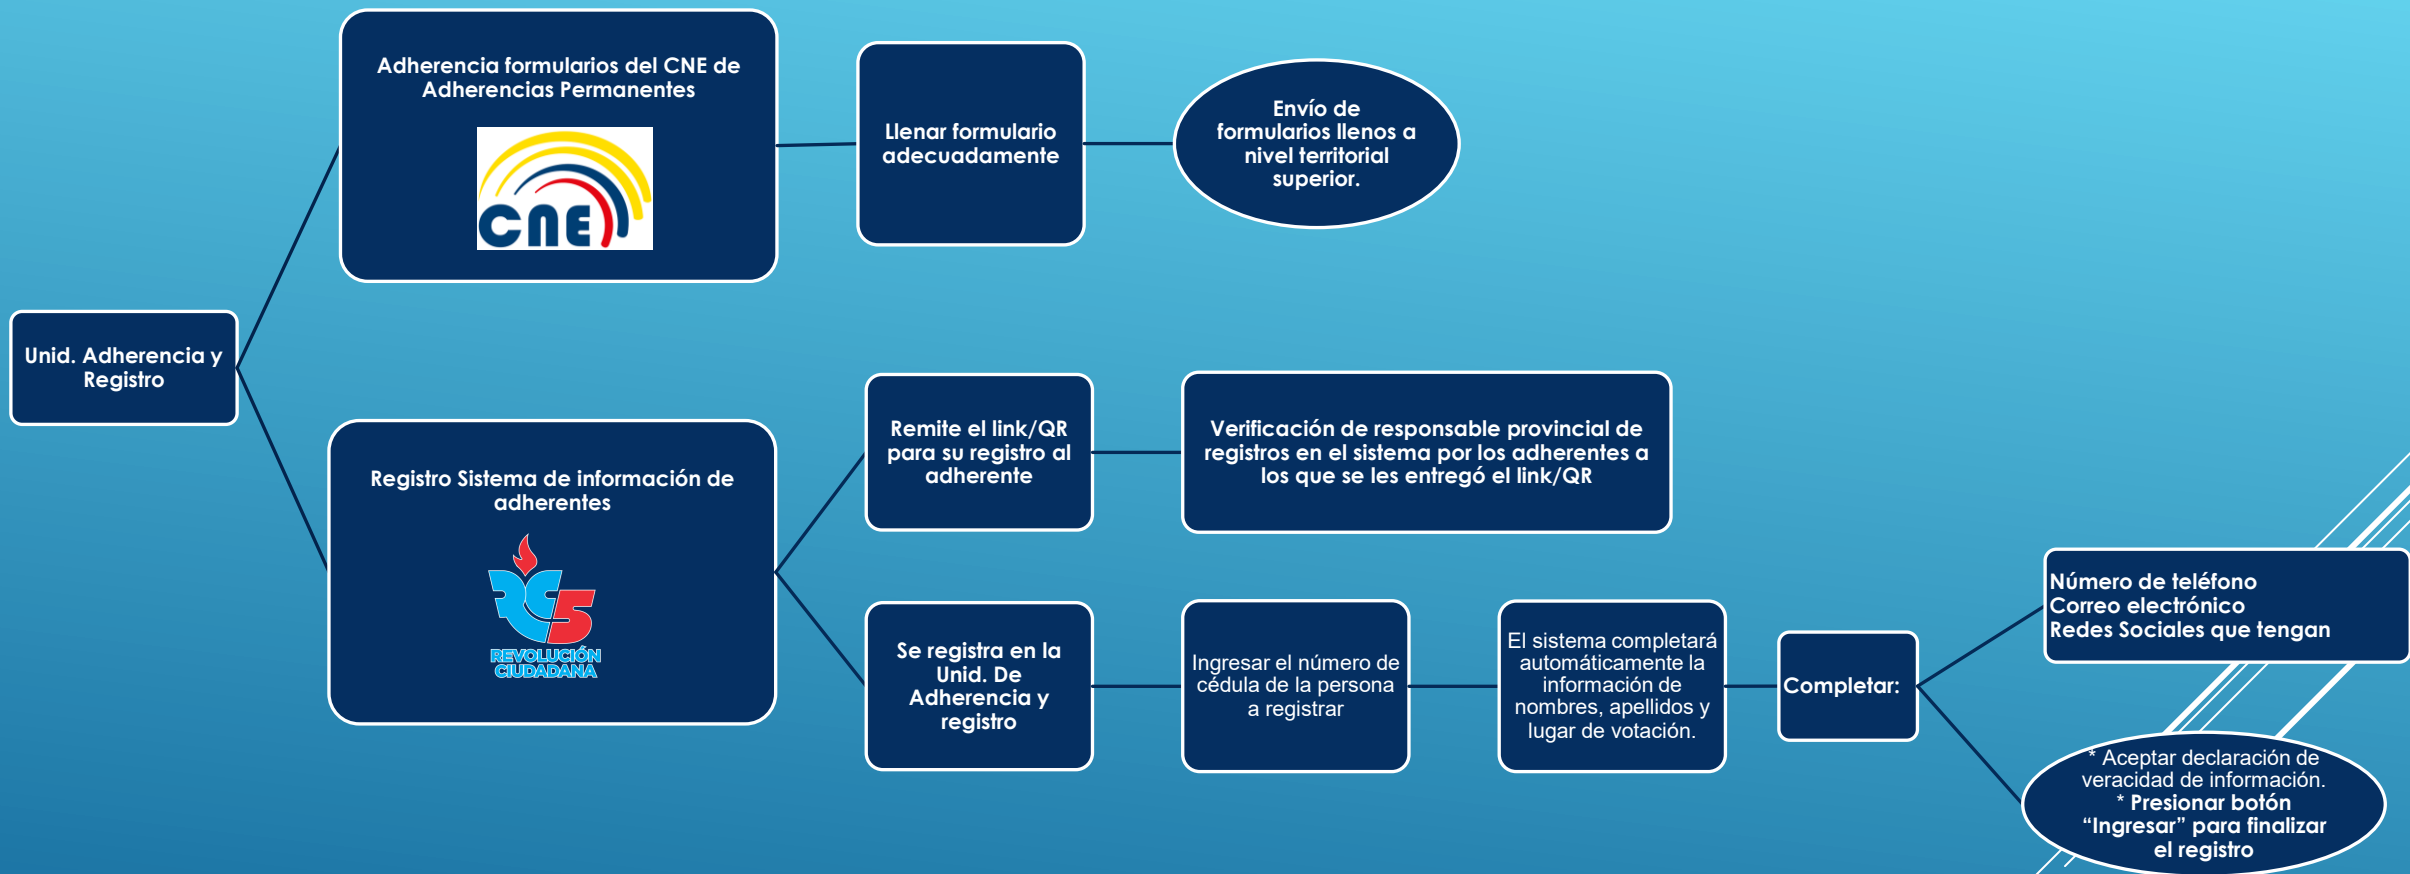 Adherencia formularios del CNE de
Adherencias Permanentes
CNE
Llenar formulario
adecuadamente
Envío de
formularios llenos a
nivel territorial
superior.
Unid. Adherencia y
Registro
Registro Sistema de información de
adherentes
RC5
REVOLUCIÓN
CIUDADANA
Remite el link/QR
para su registro al
adherente
Verificación de responsable provincial de
registros en el sistema por los adherentes a
los que se les entregó el link/QR
Se registra en la
Unid. De
Adherencia y
registro
Ingresar el número de
cédula de la persona
a registrar
El sistema completará
automáticamente la
información de
nombres, apellidos y
lugar de votación.
Completar:
Número de teléfono
Correo electrónico
Redes Sociales que tengan
* Aceptar declaración de
veracidad de información.
* Presionar botón
“Ingresar” para finalizar
el registro